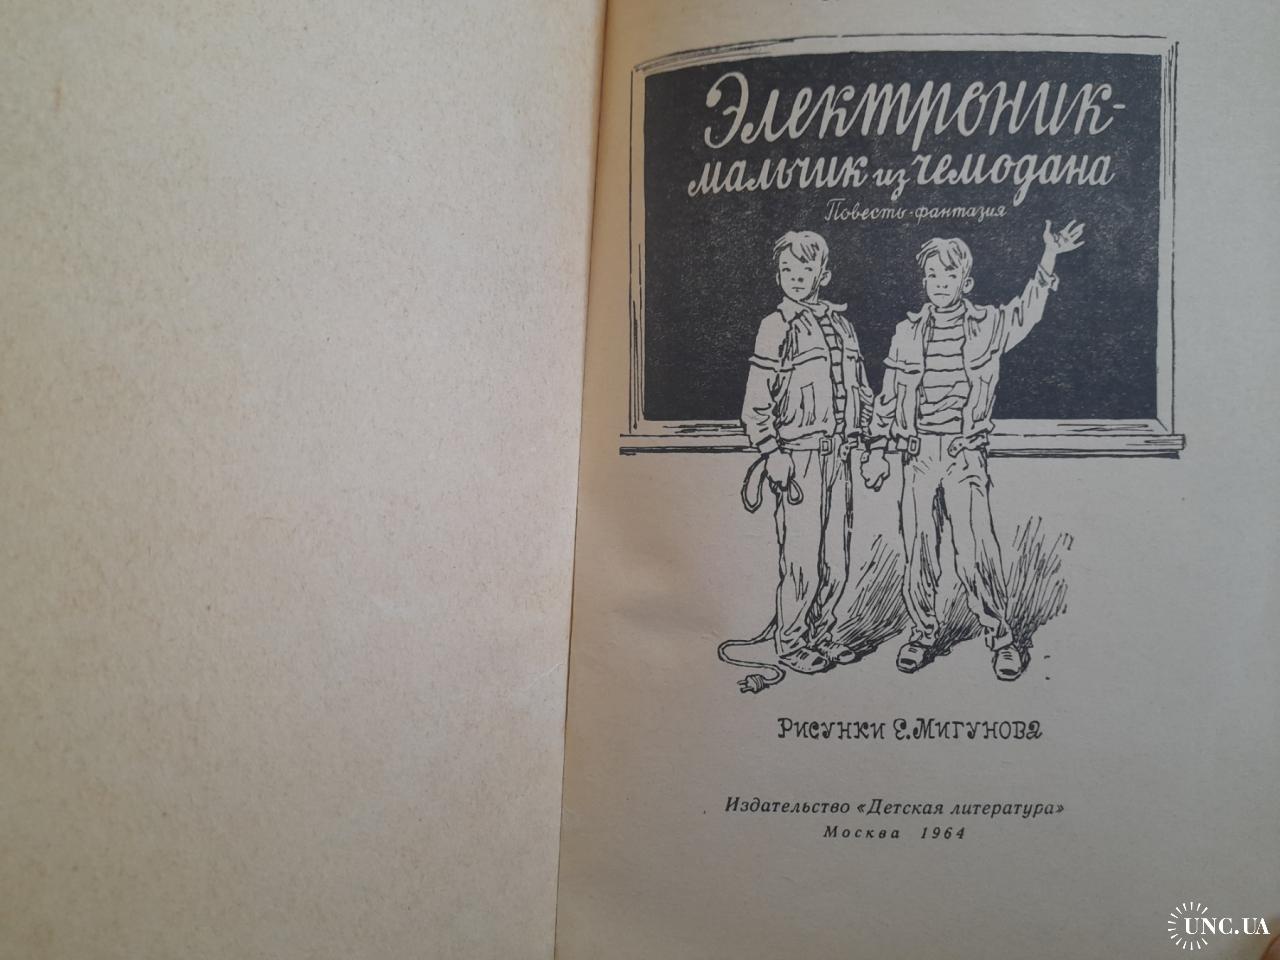 Электроник-
мальчик из чемодана
Повесть-фантазия
Рисунки Е.Мигунова
Издательство «Детская литература»
Москва 1964
UNC.UA